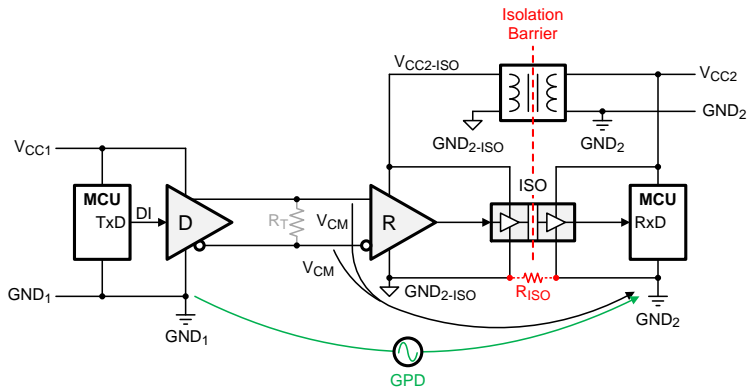 Isolation
Barrier
VCC2-ISO
VCC2
GND2
GND2-ISO
GND2
VCC1
MCU
TxD
DI
D
RT
VCM
VCM
R
ISO
MCU
RxD
GND1
GND1
GND2-ISO
RISO
GND2
GPD